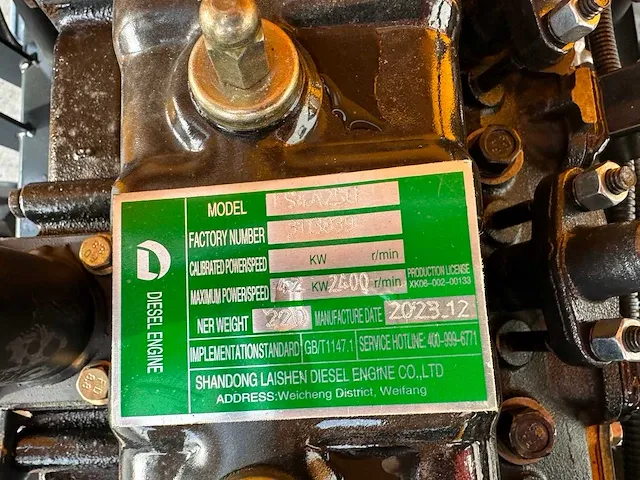 MODEL
FACTORY NUMBER
CALIBRATED POWER/SPEED KW r/min
MAXIMUM POWER/SPEED 42 KW 2400 r/min
PRODUCTION LICENSE
XK06-002-00133
NER WEIGHT MANUFACTURE DATE 2023.12
IMPLEMENTATIONSTANDARD GB/T1147.1 SERVICE HOTLINE 400-999-6771
SHANDONG LAISHEN DIESEL ENGINE CO.,LTD
ADDRESS:Weicheng District, Weifang
DIESEL ENGINE